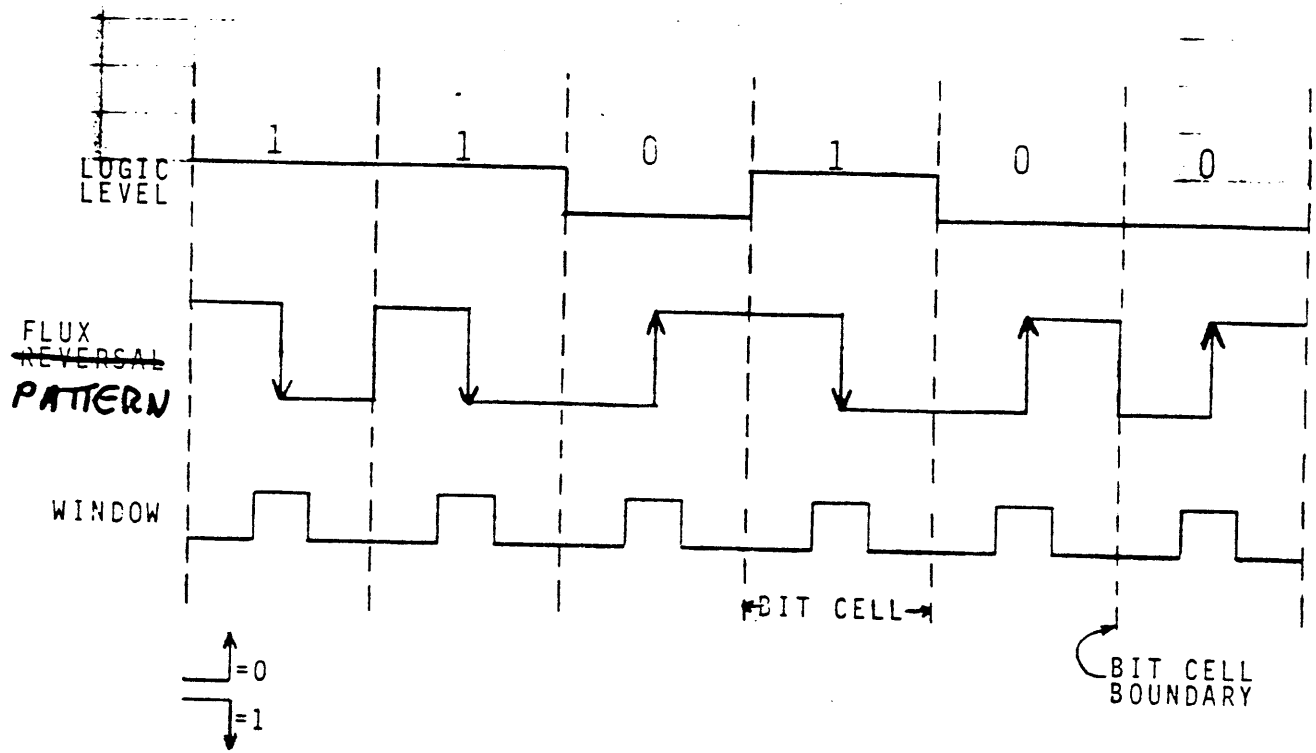 1 1 0 1 0 0
LOGIC
LEVEL
FLUX
REVERSAL
PATTERN
WINDOW
BIT CELL
=0
=1
BIT CELL
BOUNDARY